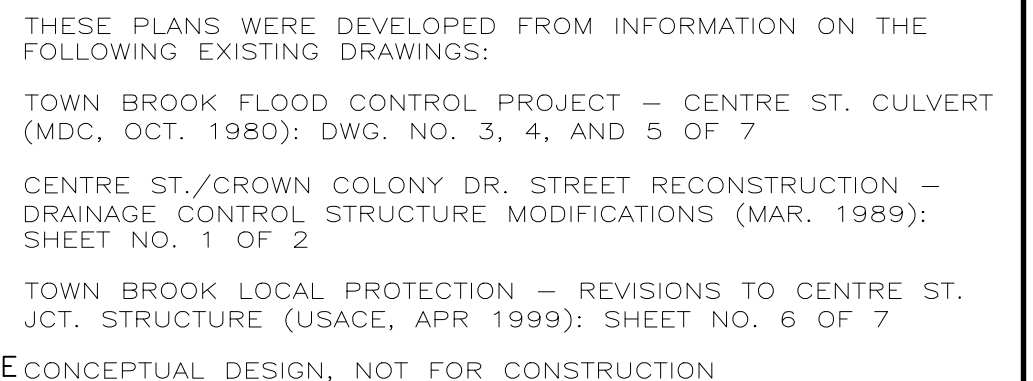 THESE PLANS WERE DEVELOPED FROM INFORMATION ON THE
FOLLOWING EXISTING DRAWINGS:
TOWN BROOK FLOOD CONTROL PROJECT – CENTRE ST. CULVERT
(MDC, OCT. 1980): DWG. NO. 3, 4, AND 5 OF 7
CENTRE ST./CROWN COLONY DR. STREET RECONSTRUCTION –
DRAINAGE CONTROL STRUCTURE MODIFICATIONS (MAR. 1989):
SHEET NO. 1 OF 2
TOWN BROOK LOCAL PROTECTION – REVISIONS TO CENTRE ST.
JCT. STRUCTURE (USACE, APR 1999): SHEET NO. 6 OF 7
E CONCEPTUAL DESIGN, NOT FOR CONSTRUCTION